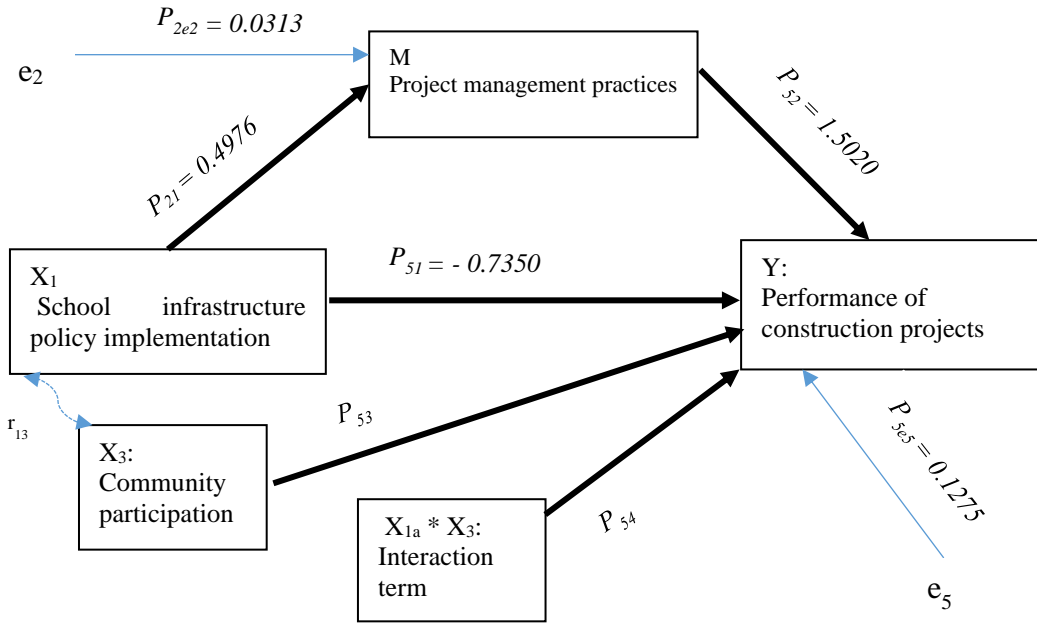 P2e2 = 0.0313
e2
M
Project management practices
P21 = 0.4976
P52 = 1.5020
X1
School infrastructure
policy implementation
P51 = - 0.7350
Y:
Performance of
construction projects
r13
X3:
Community
participation
P53
X1a * X3:
Interaction
term
P54
P5e5 = 0.1275
e5